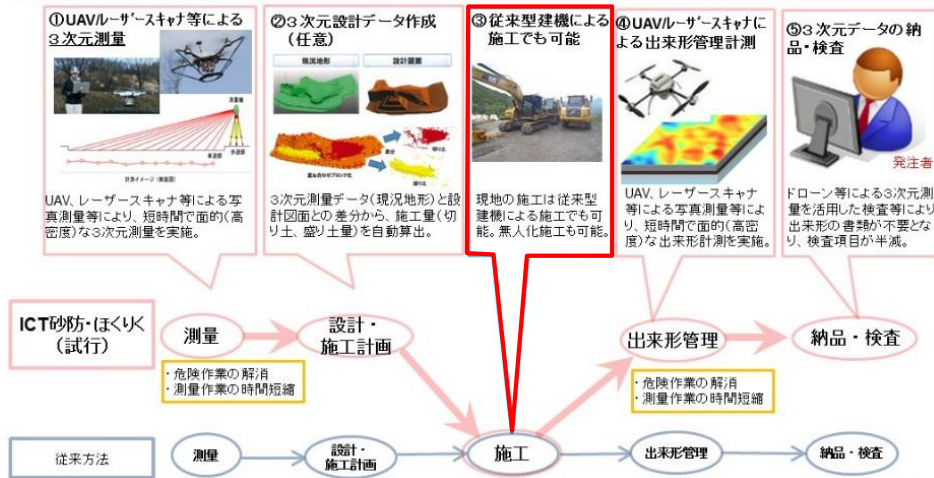 ①UAV/レーザースキャナ等による
3次元測量
UAV、レーザースキャナ等による写
真測量等により、短時間で面的(高
密度)な3次元測量を実施。
②3次元設計データ作成
(任意)
現況地形
設計図面
差分
切り土
盛り土
3次元測量データ(現況地形)と設
計図面との差分から、施工量(切
り土、盛り土量)を自動算出。
③従来型建機による
施工でも可能
現地の施工は従来型
建機による施工でも可
能。無人化施工も可能。
④UAV/レーザースキャナに
よる出来形管理計測
UAV、レーザースキャナ
等による写真測量等によ
り、短時間で面的(高密
度)な出来形計測を実施。
⑤3次元データの納
品・検査
発注者
ドローン等による3次元測
量を活用した検査等により
出来形の書類が不要とな
り、検査項目が半減。
ICT砂防・ほくりく
(試行)
測量
設計・
施工計画
出来形管理
納品・検査
・危険作業の解消
・測量作業の時間短縮
・危険作業の解消
・測量作業の時間短縮
従来方法
測量
設計・
施工計画
施工
出来形管理
納品・検査